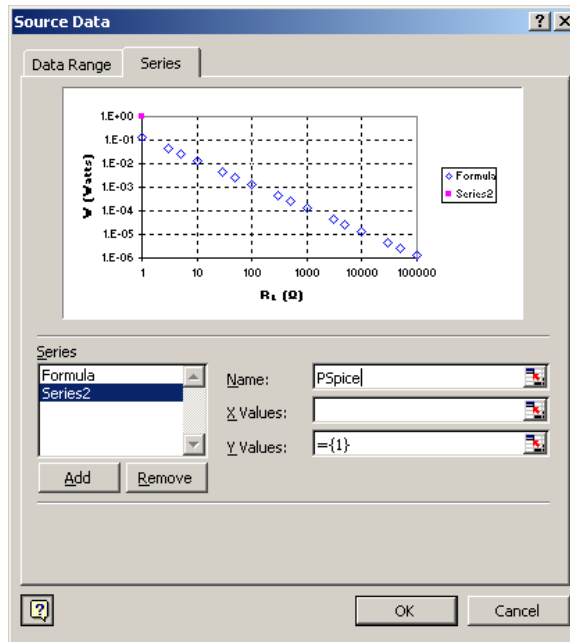 Source Data
Data Range
Series
1.E+00
1.E-01
1.E-02
1.E-03
1.E-04
1.E-05
1.E-06
W (Watts)
1 10 100 1000 10000 100000
RL (Ω)
Formula
Series2
Series
Formula
Series2
Add
Remove
Name:
PSpice
X Values:
Y Values:
={1}
OK
Cancel